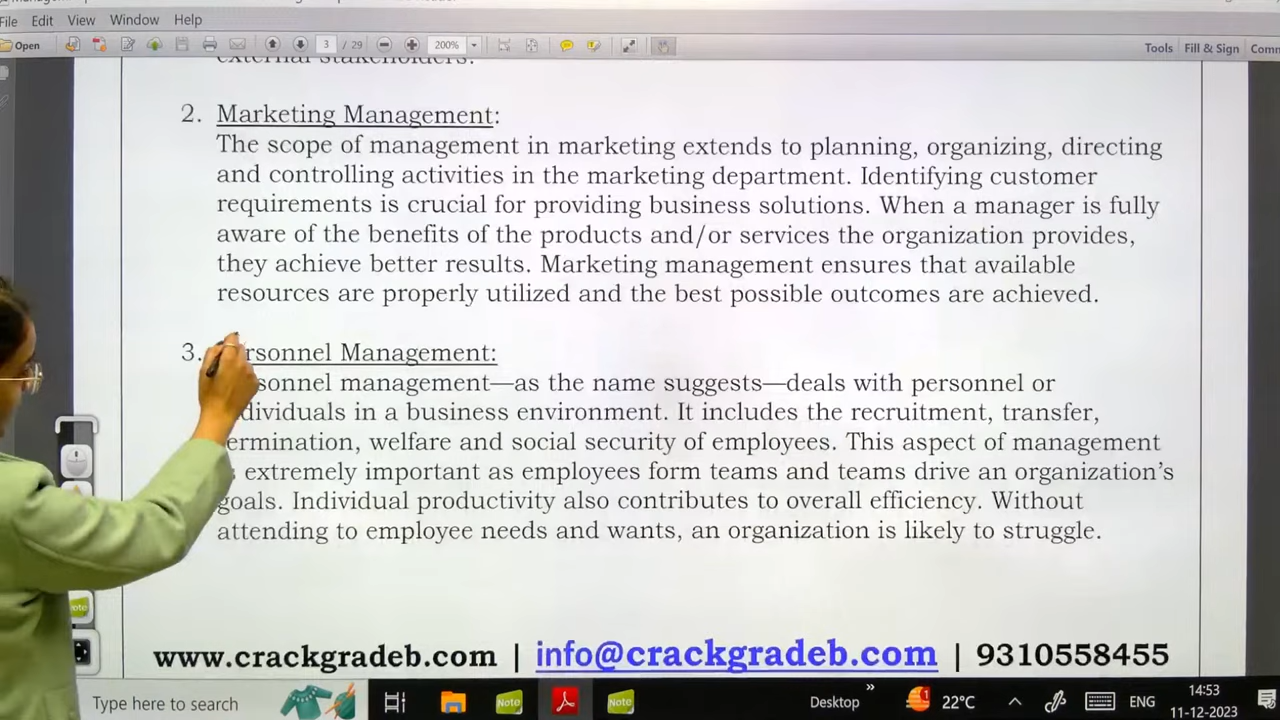 File Edit View Window Help
Open 3 / 29 200% Tools Fill & Sign
external stakeholders.
2. Marketing Management:
The scope of management in marketing extends to planning, organizing, directing
and controlling activities in the marketing department. Identifying customer
requirements is crucial for providing business solutions. When a manager is fully
aware of the benefits of the products and/or services the organization provides,
they achieve better results. Marketing management ensures that available
resources are properly utilized and the best possible outcomes are achieved.
3. rsonnel Management:
sonnel management—as the name suggests—deals with personnel or
dividuals in a business environment. It includes the recruitment, transfer,
ermination, welfare and social security of employees. This aspect of management
extremely important as employees form teams and teams drive an organization's
goals. Individual productivity also contributes to overall efficiency. Without
attending to employee needs and wants, an organization is likely to struggle.
www.crackgradeb.com | info@crackgradeb.com | 9310558455
Type here to search Note Note Desktop » 1 22°C ENG 14:53
11-12-2023